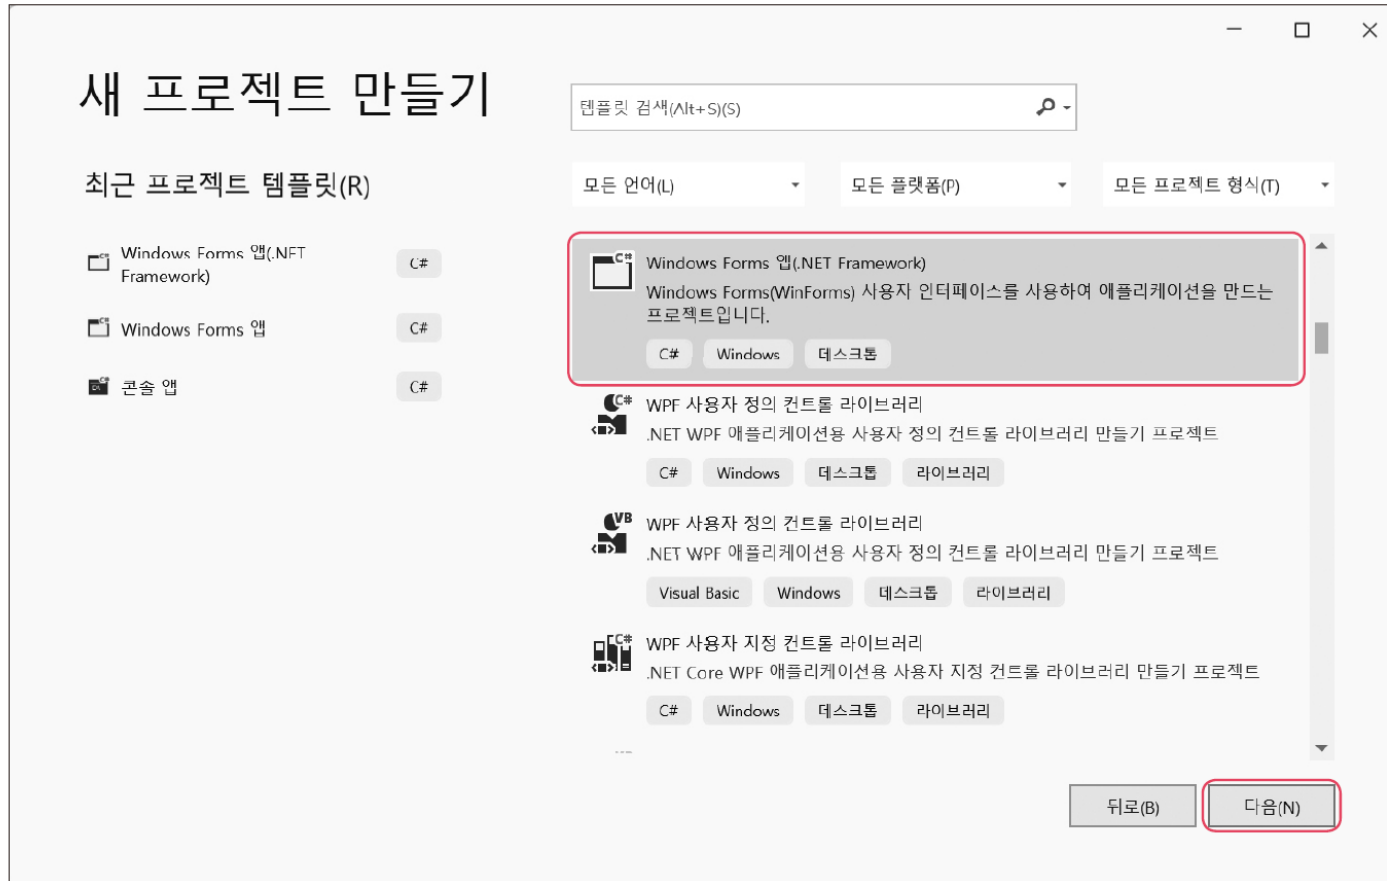 새 프로젝트 만들기
템플릿 검색(Alt+S)(S)
최근 프로젝트 템플릿(R)
모든 언어(L)
모든 플랫폼(P)
모든 프로젝트 형식(T)
Windows Forms 앱(.NET
Framework)
C#
Windows Forms 앱
C#
콘솔 앱
C#
Windows Forms 앱(.NET Framework)
Windows Forms(WinForms) 사용자 인터페이스를 사용하여 애플리케이션을 만드는
프로젝트입니다.
C# Windows 데스크톱
WPF 사용자 정의 컨트롤 라이브러리
.NET WPF 애플리케이션용 사용자 정의 컨트롤 라이브러리 만들기 프로젝트
C# Windows 데스크톱 라이브러리
WPF 사용자 정의 컨트롤 라이브러리
.NET WPF 애플리케이션용 사용자 정의 컨트롤 라이브러리 만들기 프로젝트
Visual Basic Windows 데스크톱 라이브러리
WPF 사용자 지정 컨트롤 라이브러리
.NET Core WPF 애플리케이션용 사용자 지정 컨트롤 라이브러리 만들기 프로젝트
C# Windows 데스크톱 라이브러리
뒤로(B)
다음(N)